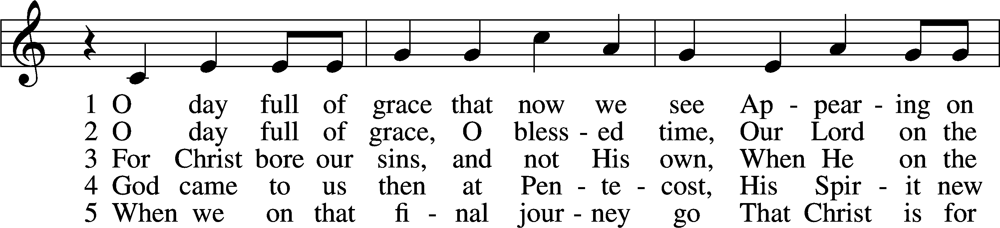 1 O day full of grace that now we see Ap - pear - ing on
2 O day full of grace, O bless - ed time, Our Lord on the
3 For Christ bore our sins, and not His own, When He on the
4 God came to us then at Pen - te - cost, His Spir - it new
5 When we on that fi - nal jour - ney go That Christ is for